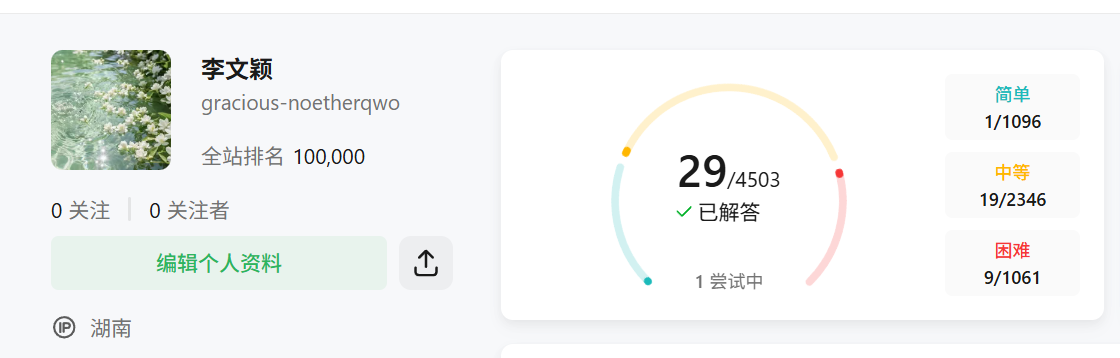 李文颖
gracious-noetherqwo
全站排名 100,000
0 关注 0 关注者
编辑个人资料
IP 湖南
29/4503
已解答
1 尝试中
简单
1/1096
中等
19/2346
困难
9/1061